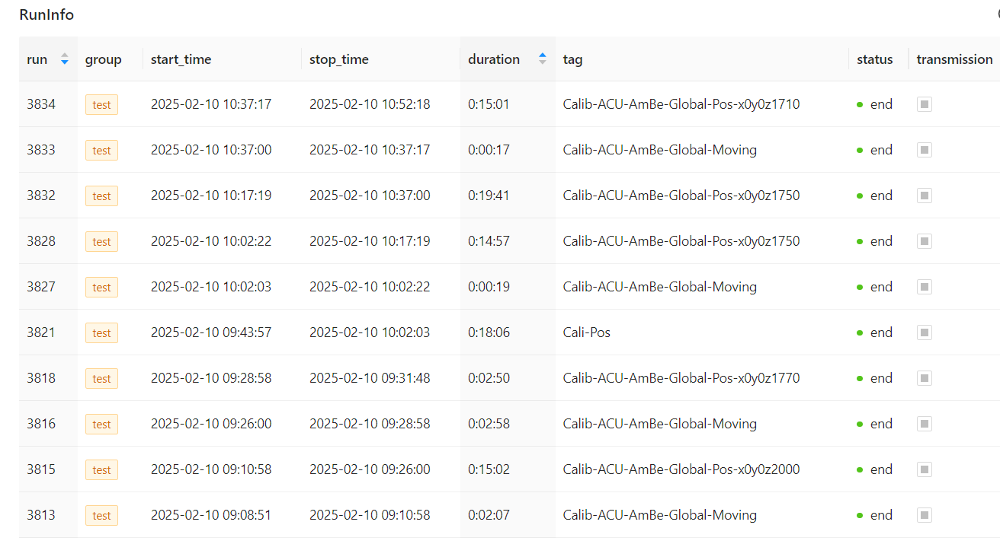 RunInfo
run group start_time stop_time duration tag status transmission
3834 test 2025-02-10 10:37:17 2025-02-10 10:52:18 0:15:01 Calib-ACU-AmBe-Global-Pos-x0y0z1710 end
3833 test 2025-02-10 10:37:00 2025-02-10 10:37:17 0:00:17 Calib-ACU-AmBe-Global-Moving end
3832 test 2025-02-10 10:17:19 2025-02-10 10:37:00 0:19:41 Calib-ACU-AmBe-Global-Pos-x0y0z1750 end
3828 test 2025-02-10 10:02:22 2025-02-10 10:17:19 0:14:57 Calib-ACU-AmBe-Global-Pos-x0y0z1750 end
3827 test 2025-02-10 10:02:03 2025-02-10 10:02:22 0:00:19 Calib-ACU-AmBe-Global-Moving end
3821 test 2025-02-10 09:43:57 2025-02-10 10:02:03 0:18:06 Cali-Pos end
3818 test 2025-02-10 09:28:58 2025-02-10 09:31:48 0:02:50 Calib-ACU-AmBe-Global-Pos-x0y0z1770 end
3816 test 2025-02-10 09:26:00 2025-02-10 09:28:58 0:02:58 Calib-ACU-AmBe-Global-Moving end
3815 test 2025-02-10 09:10:58 2025-02-10 09:26:00 0:15:02 Calib-ACU-AmBe-Global-Pos-x0y0z2000 end
3813 test 2025-02-10 09:08:51 2025-02-10 09:10:58 0:02:07 Calib-ACU-AmBe-Global-Moving end